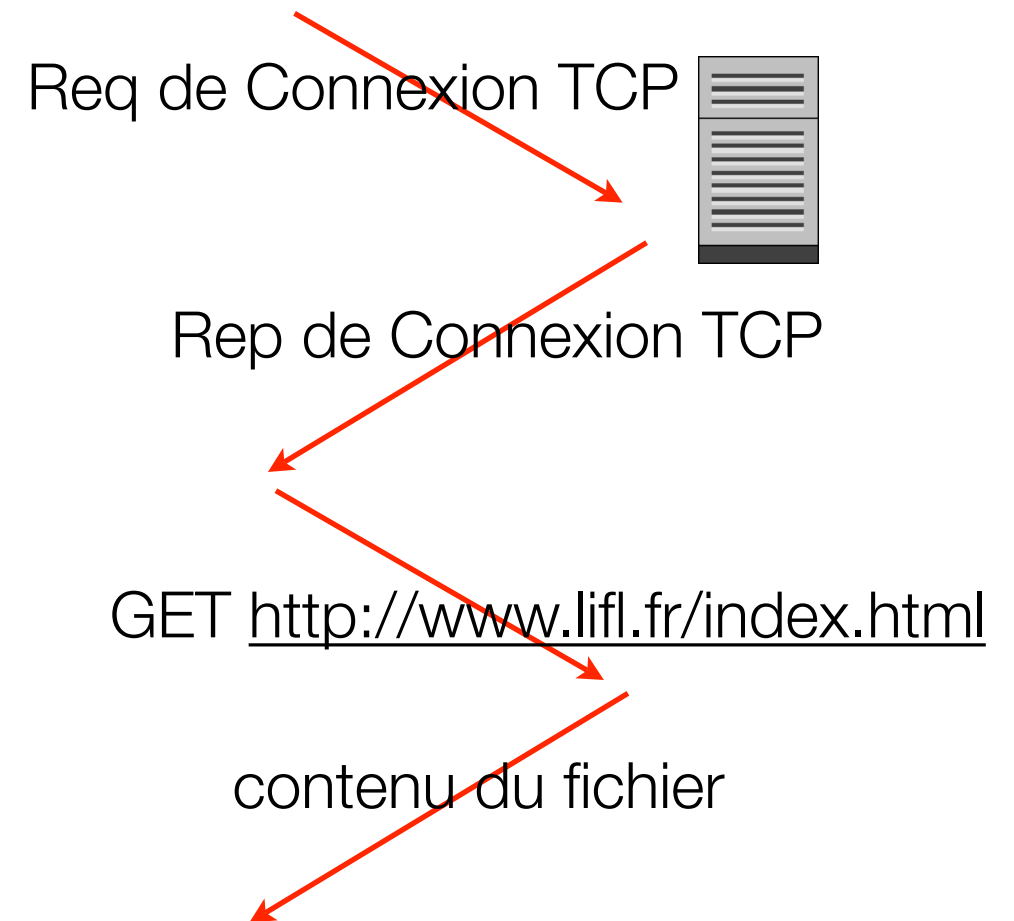 Req de Connexion TCP
Rep de Connexion TCP
GET http://www.lifl.fr/index.html
contenu du fichier